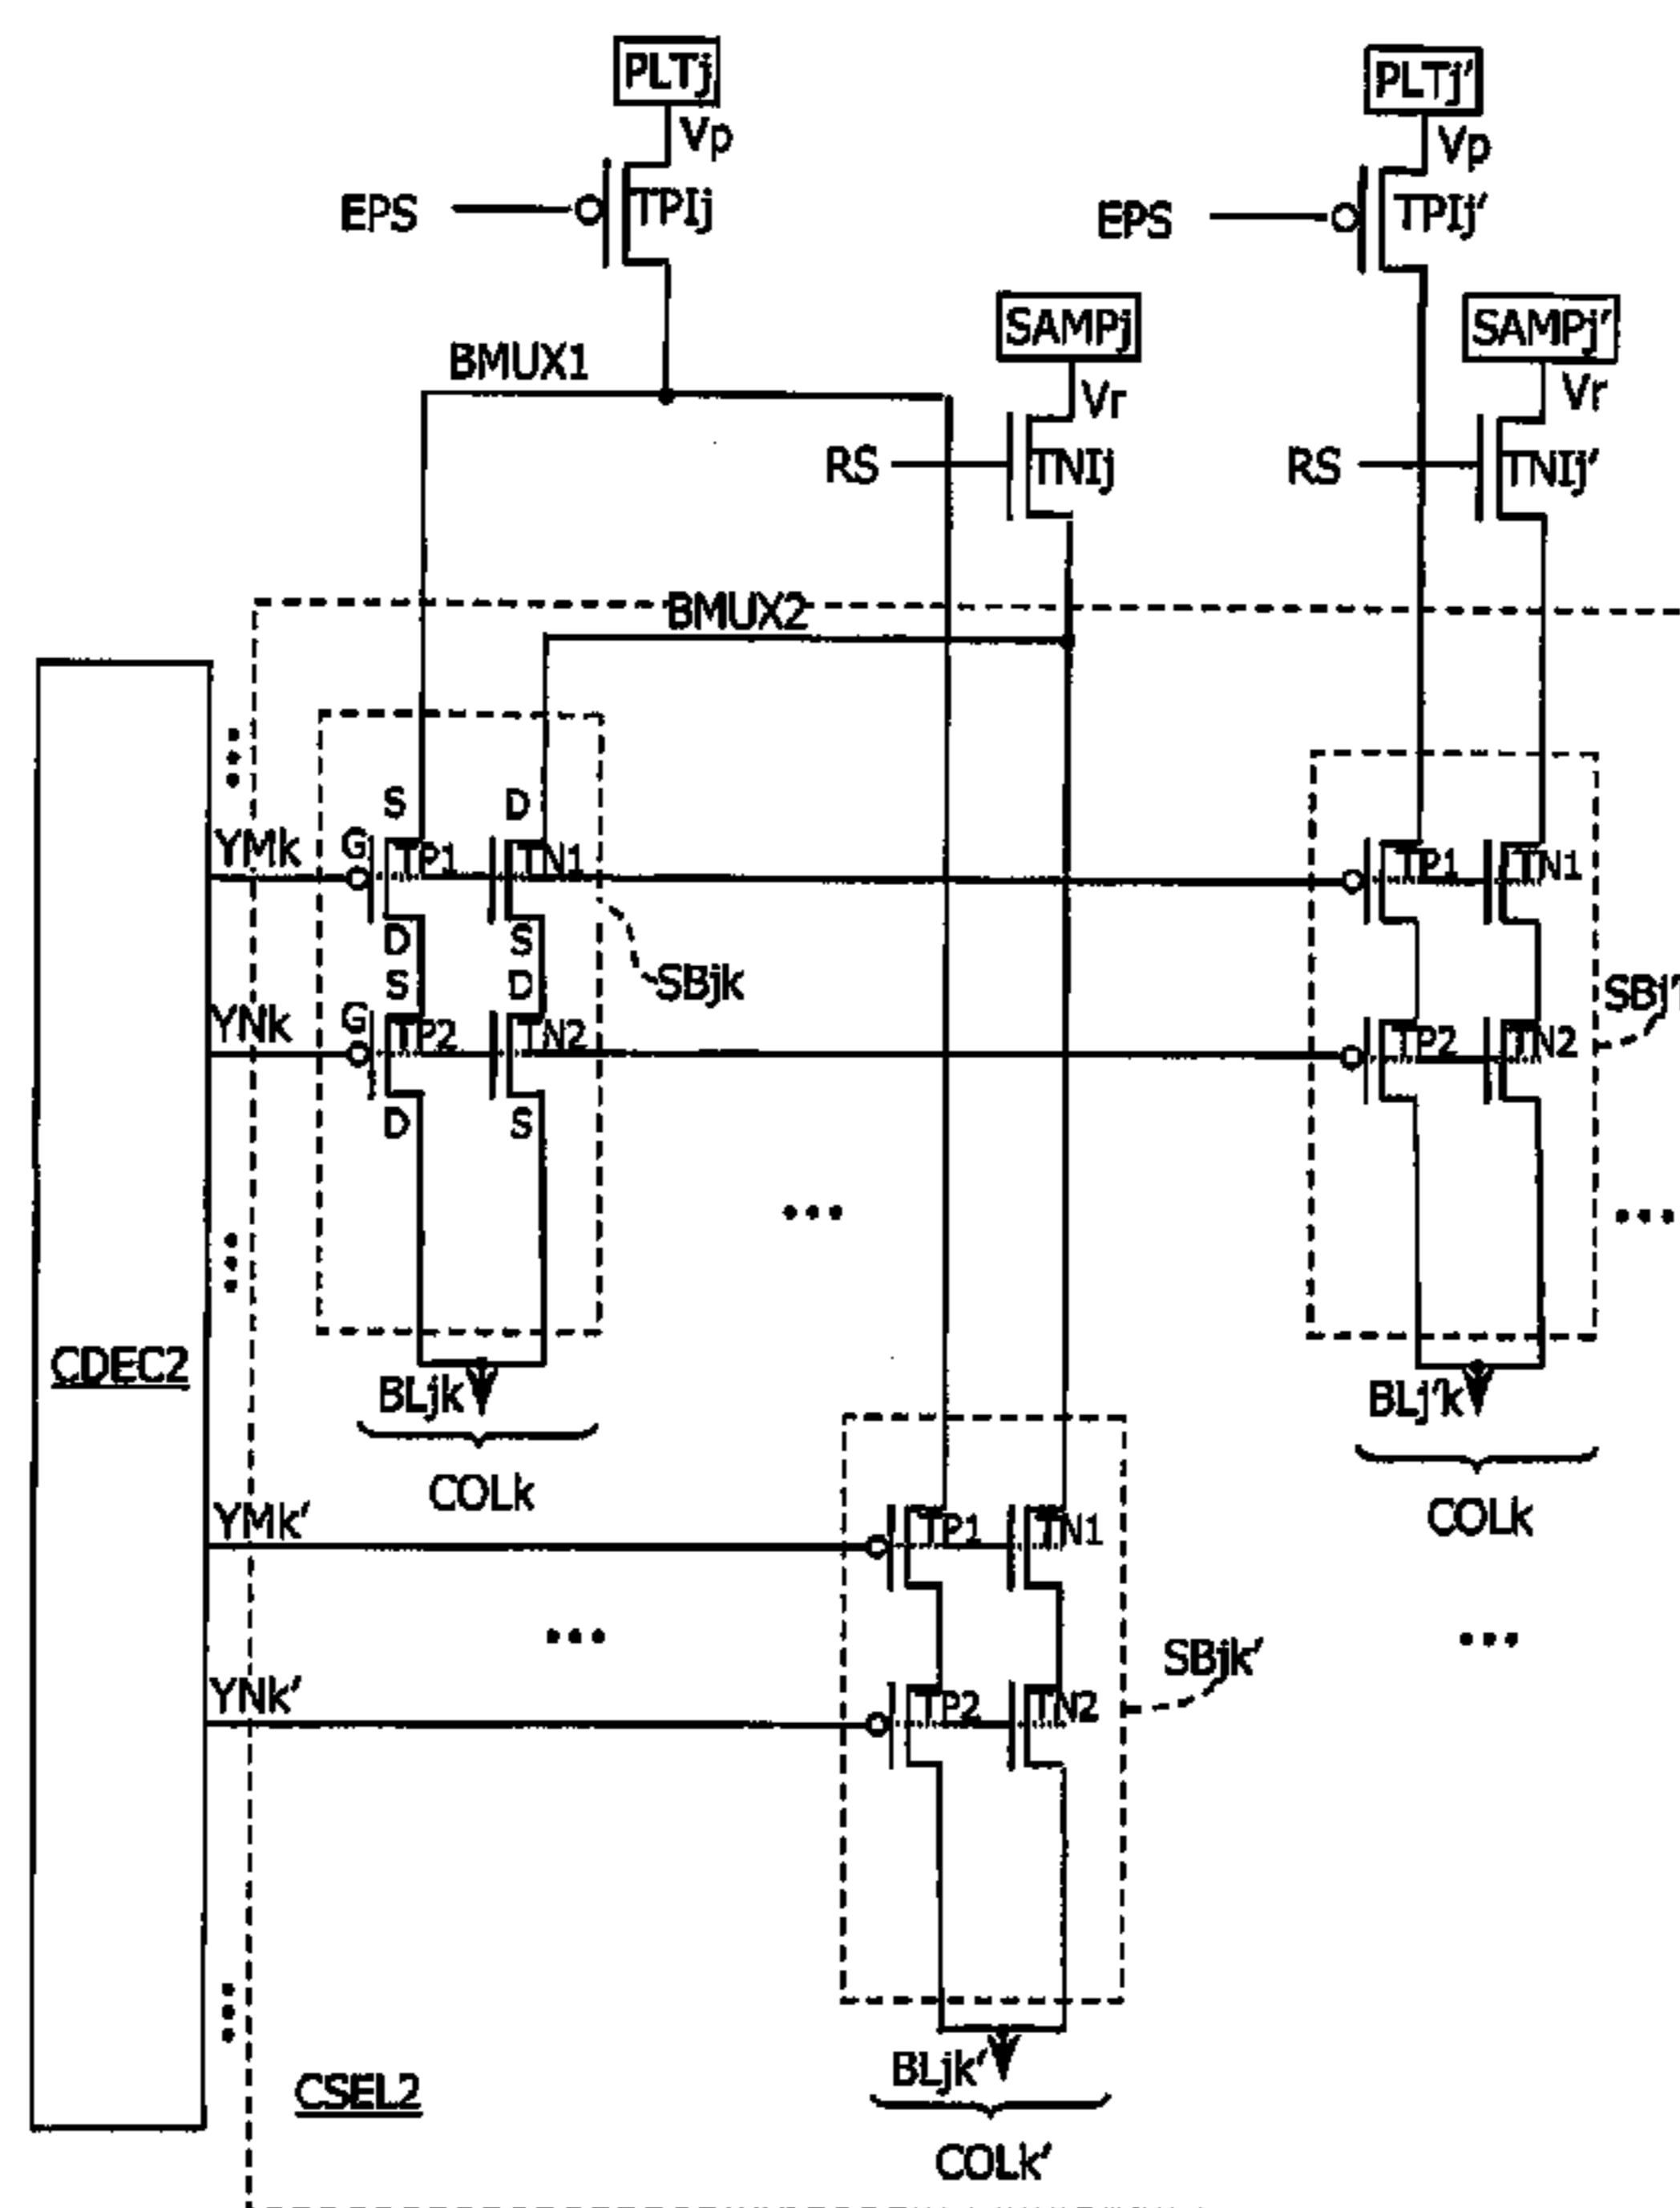 PLTj
PLTj'
Vp
Vp
EPS
TPIj
EPS
TPIj'
SAMPj
SAMPj'
BMUX1
Vr
Vr
RS
TNIj
RS
TNIj'
BMUX2
S
D
YMk
G
TP1
TN1
TP1
TN1
D
S
S
D
SBjk
YNk
G
TP2
TN2
TP2
TN2
D
S
CDEC2
BLjk
BLj'k
COLk
COLk
YMk'
TP1
TN1
SBjk'
YNk'
TP2
TN2
BLjk'
CSEL2
COLk'